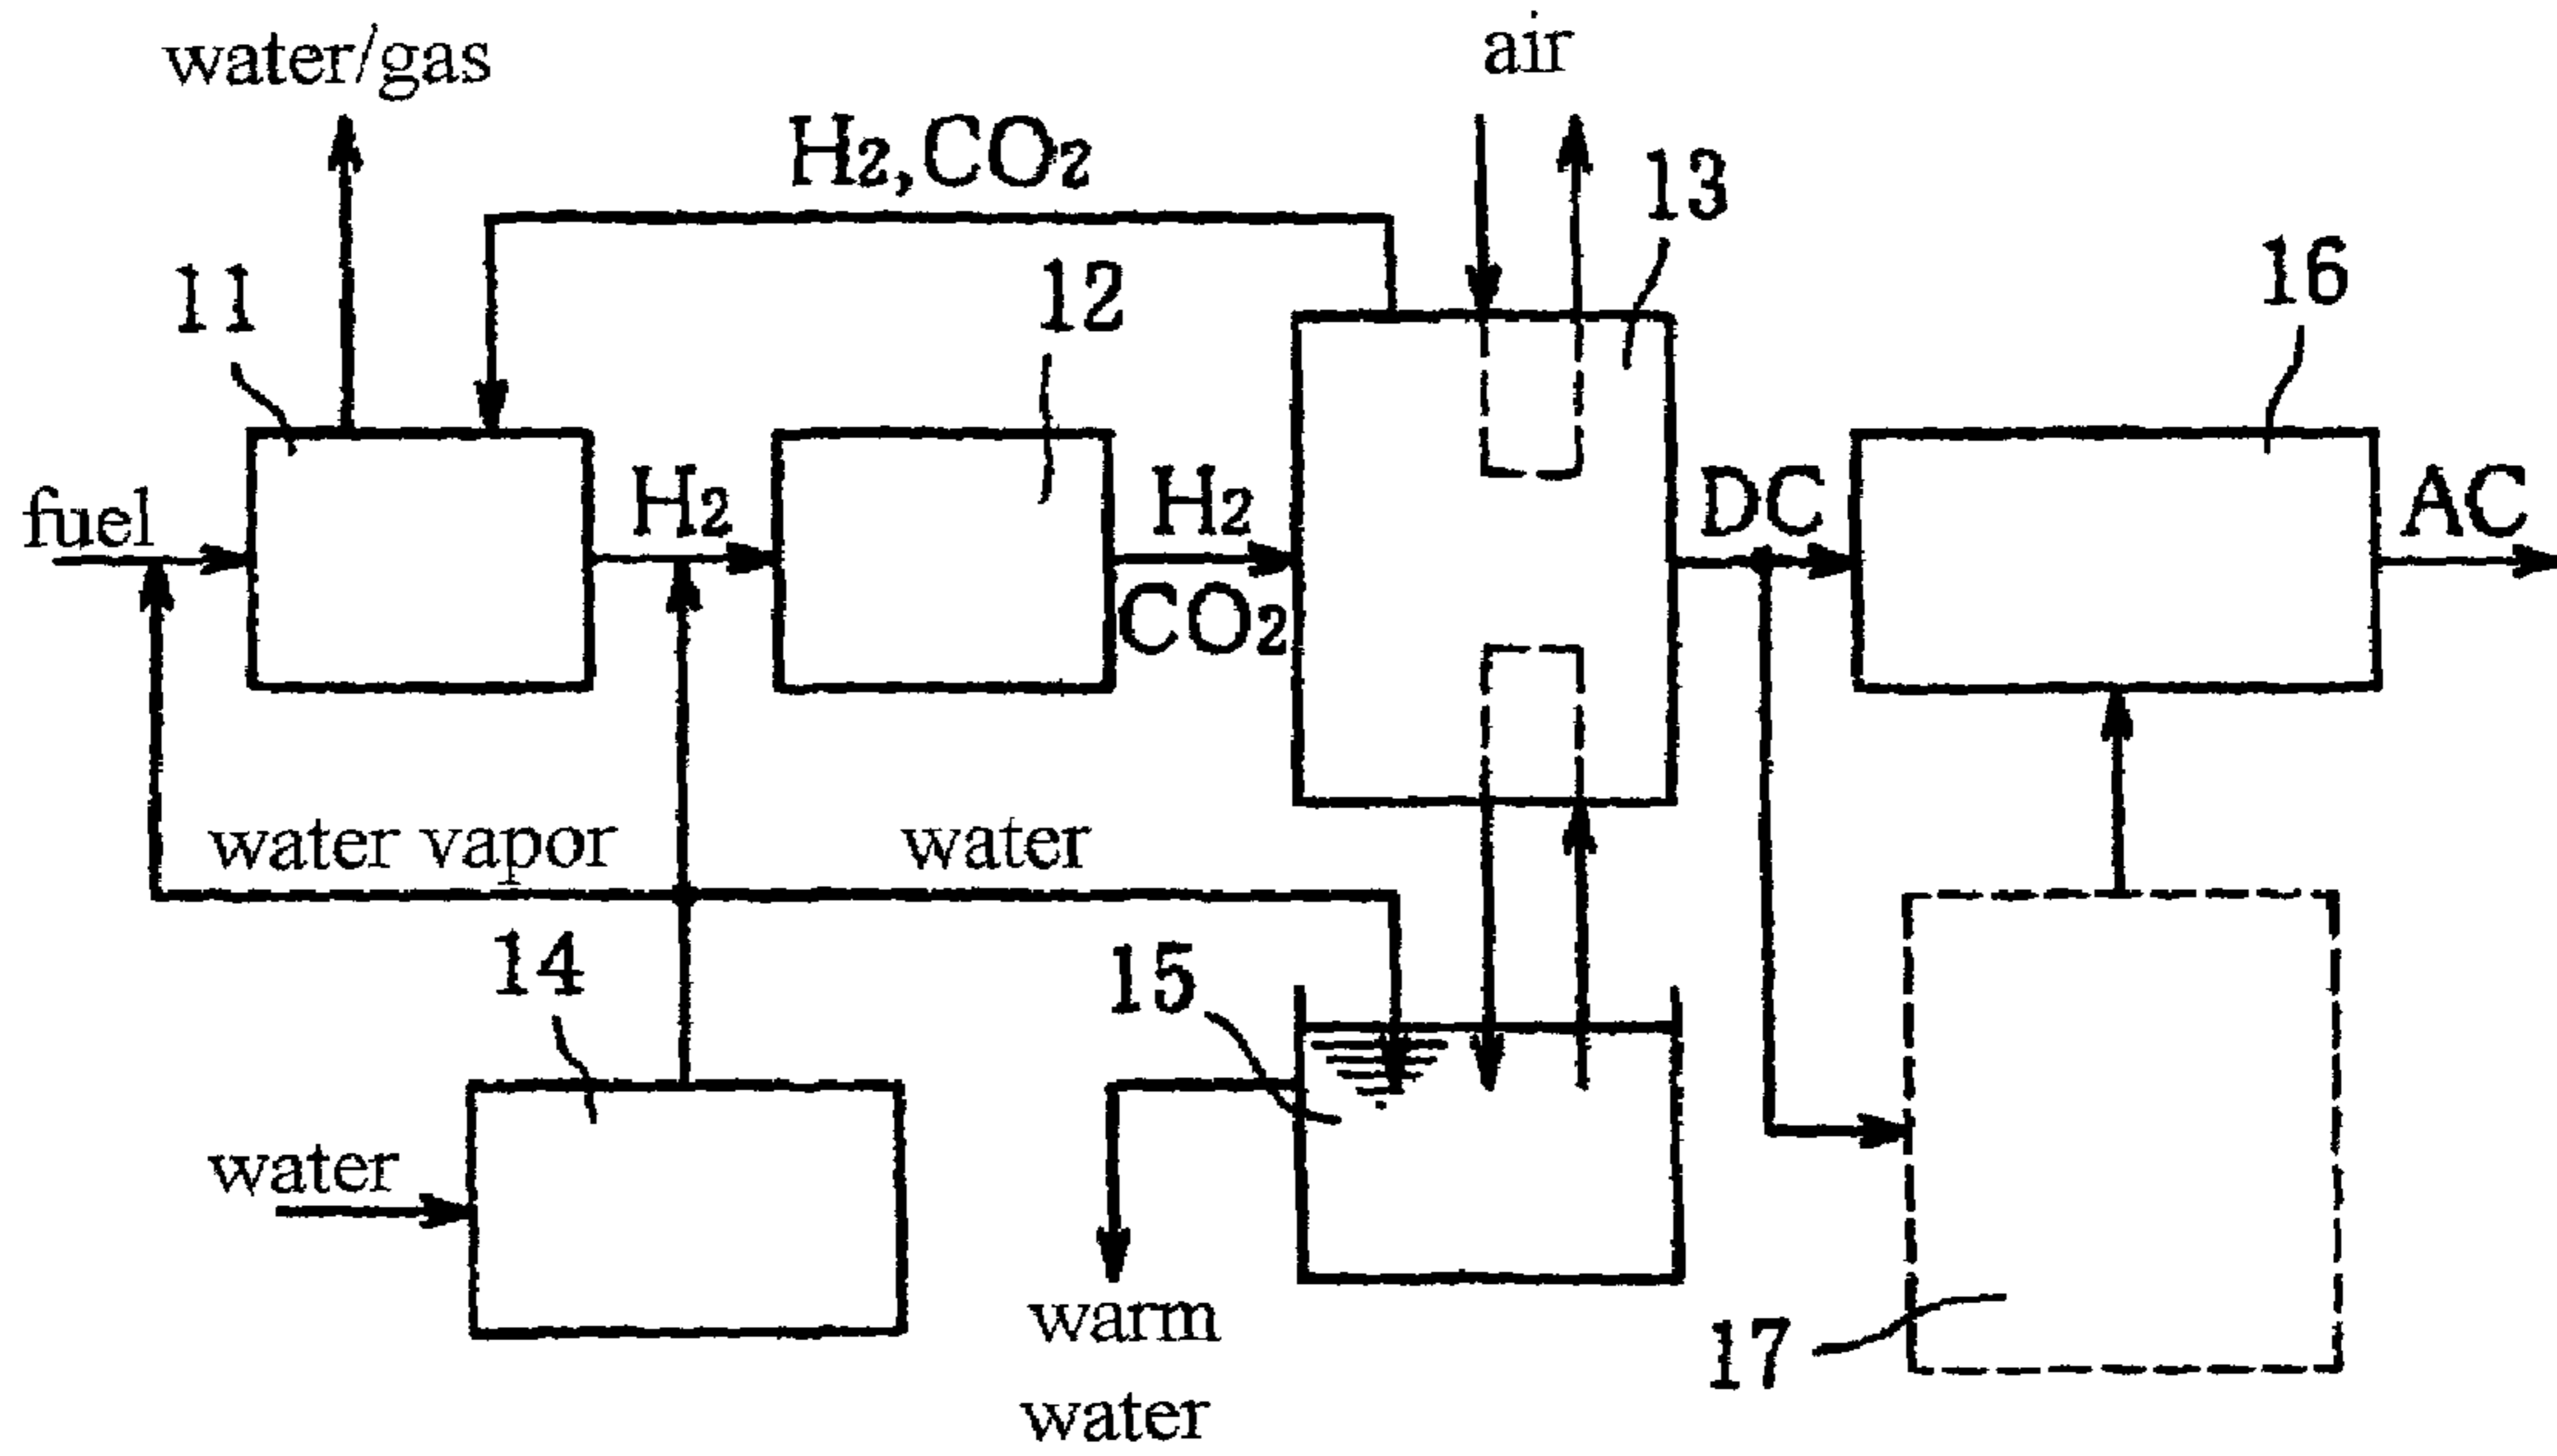 water/gas
air
H₂,CO₂
13
11
12
16
fuel
H₂
H₂
CO₂
DC
AC
water vapor
water
14
15
water
warm
water
17